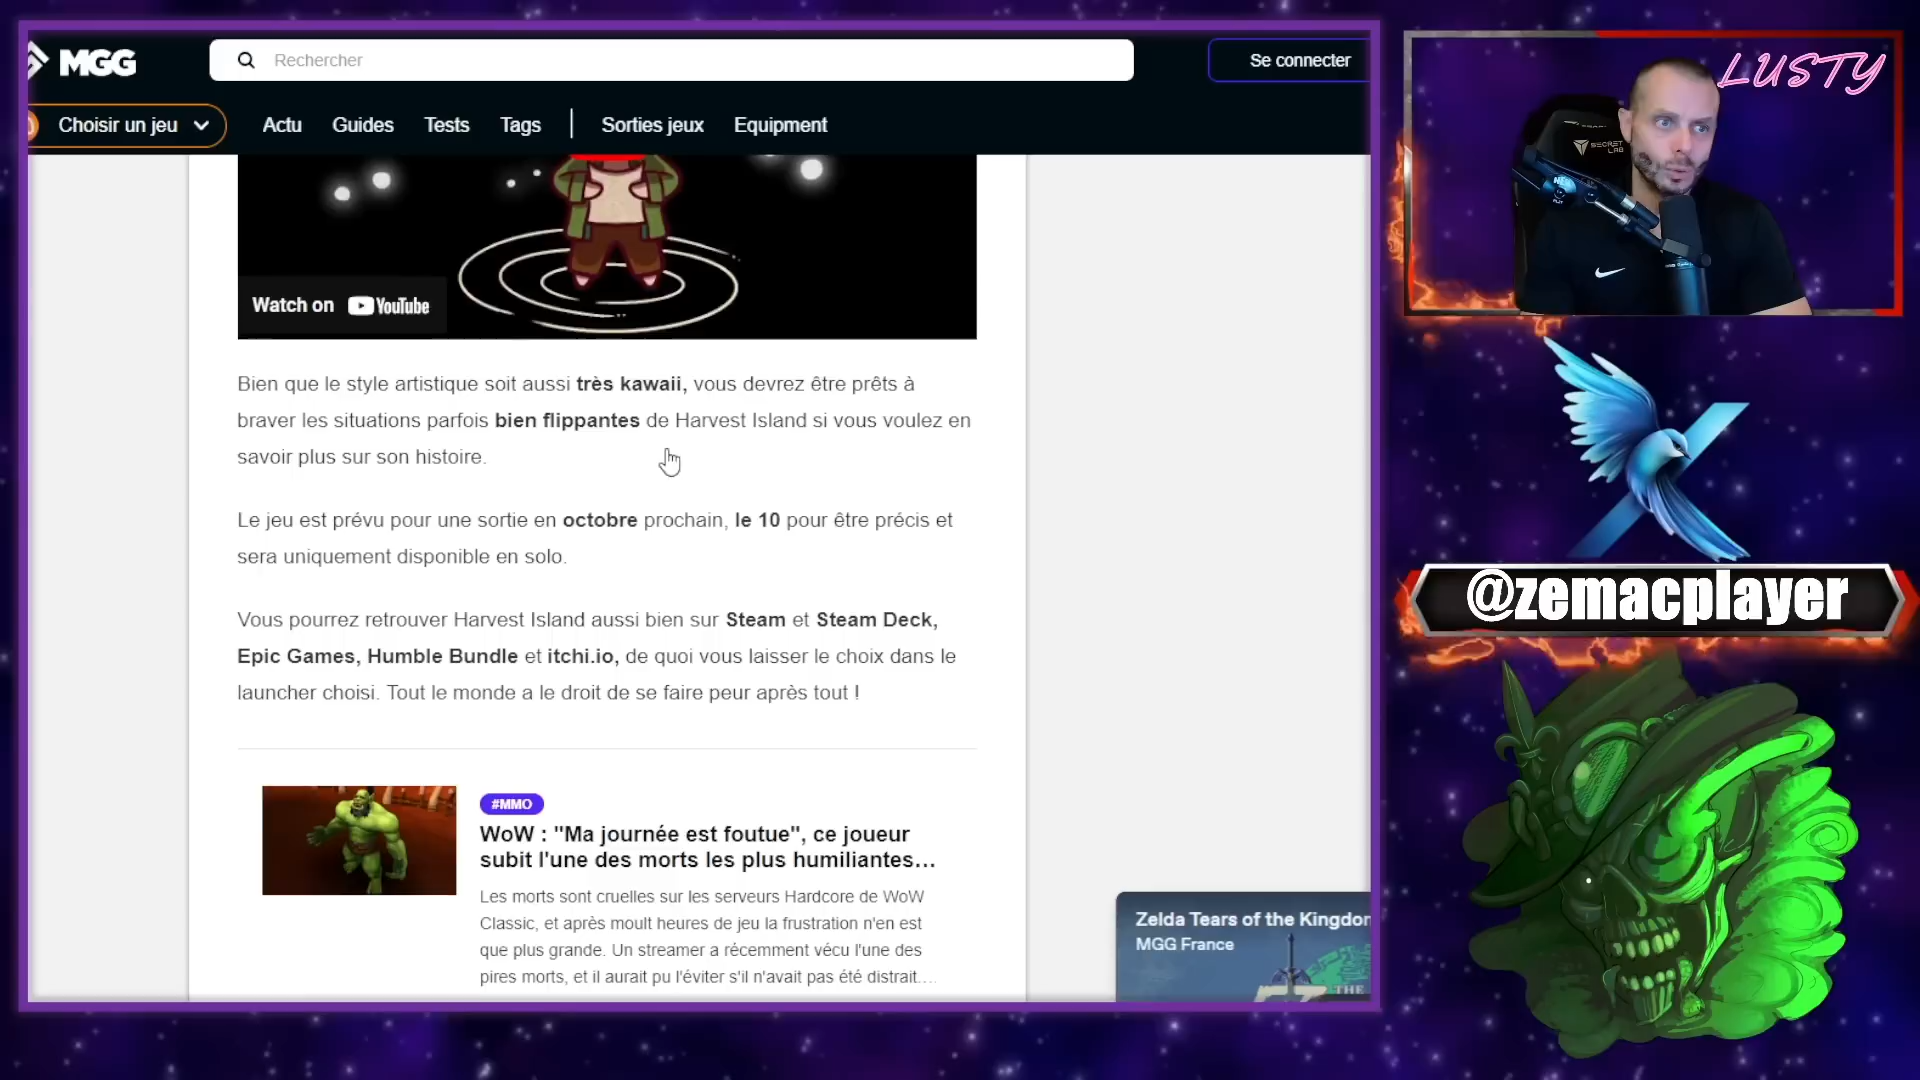 MGG
Rechercher
Se connecter
Choisir un jeu
Actu
Guides
Tests
Tags
Sorties jeux
Equipment
LUSTY
SECRET
LAB
Watch on YouTube
Bien que le style artistique soit aussi très kawaii, vous devrez être prêts à
braver les situations parfois bien flippantes de Harvest Island si vous voulez en
savoir plus sur son histoire.
Le jeu est prévu pour une sortie en octobre prochain, le 10 pour être précis et
sera uniquement disponible en solo.
Vous pourrez retrouver Harvest Island aussi bien sur Steam et Steam Deck,
Epic Games, Humble Bundle et itchi.io, de quoi vous laisser le choix dans le
launcher choisi. Tout le monde a le droit de se faire peur après tout !
@zemacplayer
#MMO
WoW : "Ma journée est foutue", ce joueur
subit l'une des morts les plus humiliantes...
Les morts sont cruelles sur les serveurs Hardcore de WoW
Classic, et après moult heures de jeu la frustration n'en est
que plus grande. Un streamer a récemment vécu l'une des
pires morts, et il aurait pu l'éviter s'il n'avait pas été distrait....
Zelda Tears of the Kingdom
MGG France
THE